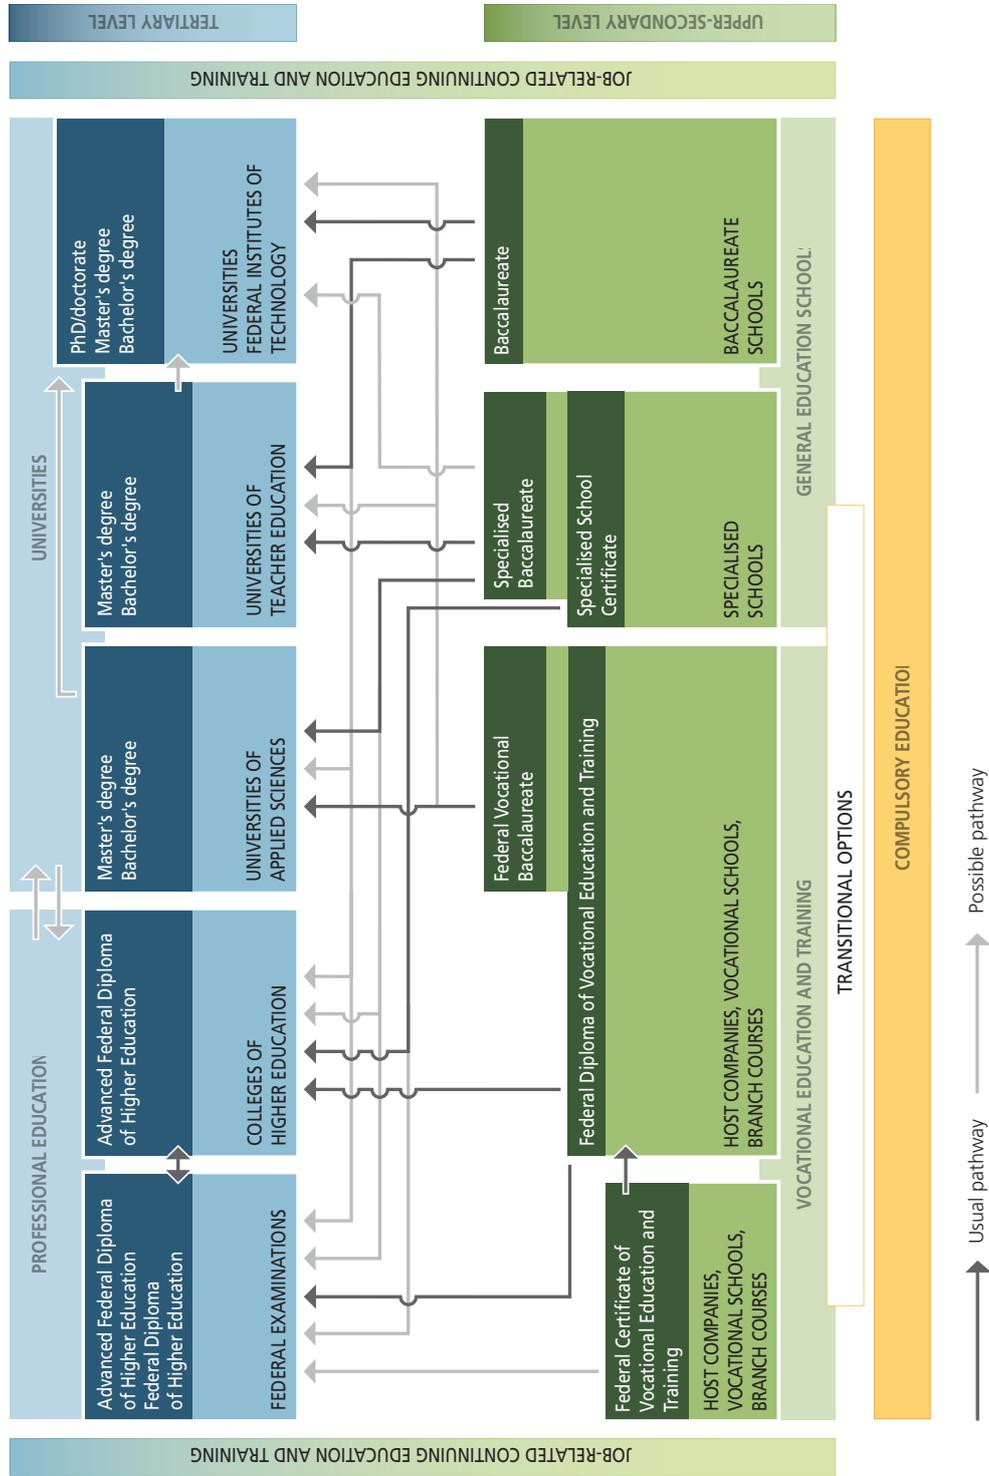 JOB-RELATED CONTINUING EDUCATION AND TRAINING
PROFESSIONAL EDUCATION
UNIVERSITIES
TERTIARY LEVEL
Advanced Federal Diploma
of Higher Education
Federal Diploma
of Higher Education
FEDERAL EXAMINATIONS
Advanced Federal Diploma
of Higher Education
COLLEGES OF
HIGHER EDUCATION
Master's degree
Bachelor's degree
UNIVERSITIES OF
APPLIED SCIENCES
Master's degree
Bachelor's degree
UNIVERSITIES OF
TEACHER EDUCATION
PhD/doctorate
Master's degree
Bachelor's degree
UNIVERSITIES
FEDERAL INSTITUTES OF
TECHNOLOGY
JOB-RELATED CONTINUING EDUCATION AND TRAINING
UPPER-SECONDARY LEVEL
Federal Certificate of
Vocational Education and
Training
HOST COMPANIES,
VOCATIONAL SCHOOLS,
BRANCH COURSES
Federal Vocational
Baccalaureate
Federal Diploma of Vocational Education and Training
HOST COMPANIES, VOCATIONAL SCHOOLS,
BRANCH COURSES
Specialised
Baccalaureate
Specialised School
Certificate
SPECIALISED
SCHOOLS
Baccalaureate
BACCALAUREATE
SCHOOLS
VOCATIONAL EDUCATION AND TRAINING
GENERAL EDUCATION SCHOOL
TRANSITIONAL OPTIONS
COMPULSORY EDUCATIO
Usual pathway
Possible pathway